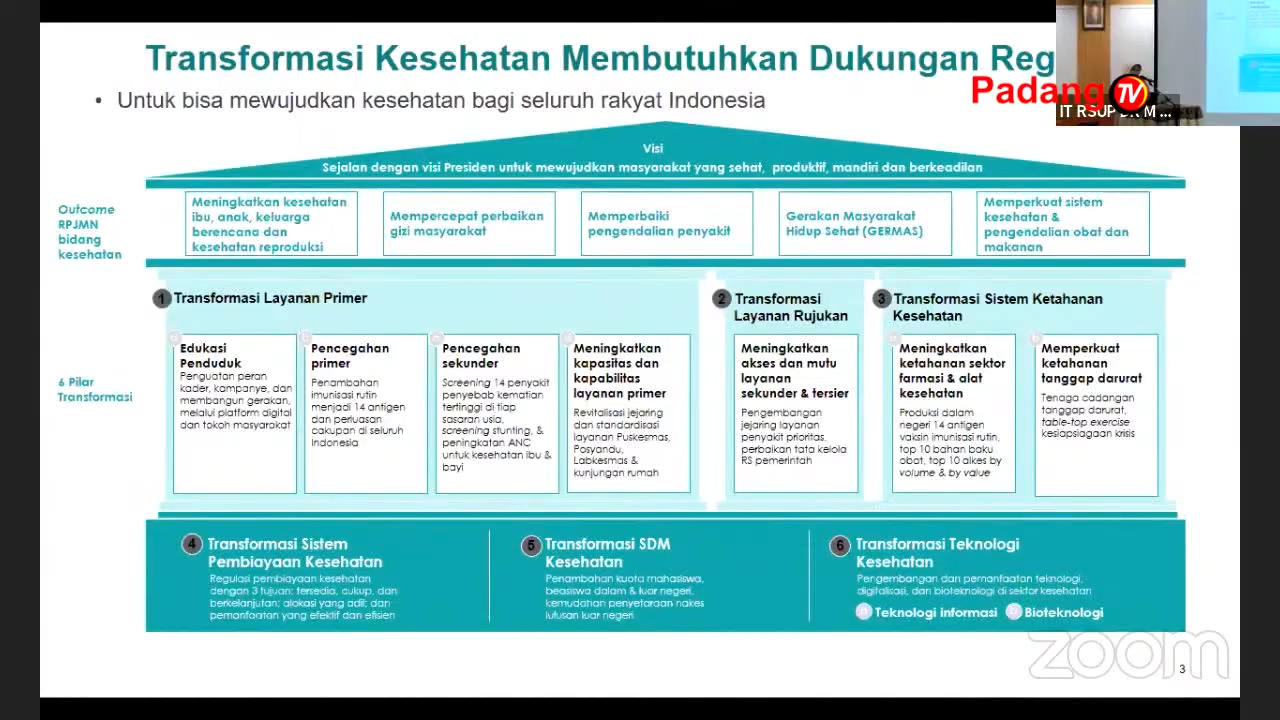 Transformasi Kesehatan Membutuhkan Dukungan Reg
• Untuk bisa mewujudkan kesehatan bagi seluruh rakyat Indonesia
Padang TV
IT RSUP DR M ...
Visi
Sejalan dengan visi Presiden untuk mewujudkan masyarakat yang sehat, produktif, mandiri dan berkeadilan
Outcome
RPJMN
bidang
kesehatan
Meningkatkan kesehatan
ibu, anak, keluarga
berencana dan
kesehatan reproduksi
Mempercepat perbaikan
gizi masyarakat
Memperbaiki
pengendalian penyakit
Gerakan Masyarakat
Hidup Sehat (GERMAS)
Memperkuat sistem
kesehatan &
pengendalian obat dan
makanan
6 Pilar
Transformasi
1 Transformasi Layanan Primer
Edukasi
Penduduk
Penguatan peran
kader, kampanye, dan
membangun gerakan,
melalui platform digital
dan tokoh masyarakat
Pencegahan
primer
Penambahan
imunisasi rutin
menjadi 14 antigen
dan perluasan
cakupan di seluruh
Indonesia
Pencegahan
sekunder
Screening 14 penyakit
penyebab kematian
tertinggi di tiap
sasaran usia,
screening stunting, &
peningkatan ANC
untuk kesehatan ibu &
bayi
Meningkatkan
kapasitas dan
kapabilitas
layanan primer
Revitalisasi jejaring
dan standardisasi
layanan Puskesmas,
Posyandu,
Labkesmas &
kunjungan rumah
2 Transformasi
Layanan Rujukan
Meningkatkan
akses dan mutu
layanan
sekunder & tersier
Pengembangan
jejaring layanan
penyakit prioritas,
perbaikan tata kelola
RS pemerintah
3 Transformasi Sistem Ketahanan
Kesehatan
Meningkatkan
ketahanan sektor
farmasi & alat
kesehatan
Produksi dalam
negeri 14 antigen
vaksin imunisasi rutin,
top 10 bahan baku
obat, top 10 alkes by
volume & by value
Memperkuat
ketahanan
tanggap darurat
Tenaga cadangan
tanggap darurat,
table-top exercise
kesiapsiagaan krisis
4 Transformasi Sistem
Pembiayaan Kesehatan
Regulasi pembiayaan kesehatan
dengan 3 tujuan: tersedia, cukup, dan
berkelanjutan; alokasi yang adil; dan
pemanfaatan yang efektif dan efisien
5 Transformasi SDM
Kesehatan
Penambahan kuota mahasiswa,
beasiswa dalam & luar negeri,
kemudahan penyetaraan nakes
lulusan luar negeri
6 Transformasi Teknologi
Kesehatan
Pengembangan dan pemanfaatan teknologi,
digitalisasi, dan bioteknologi di sektor kesehatan
Teknologi informasi
Bioteknologi
zoom
3